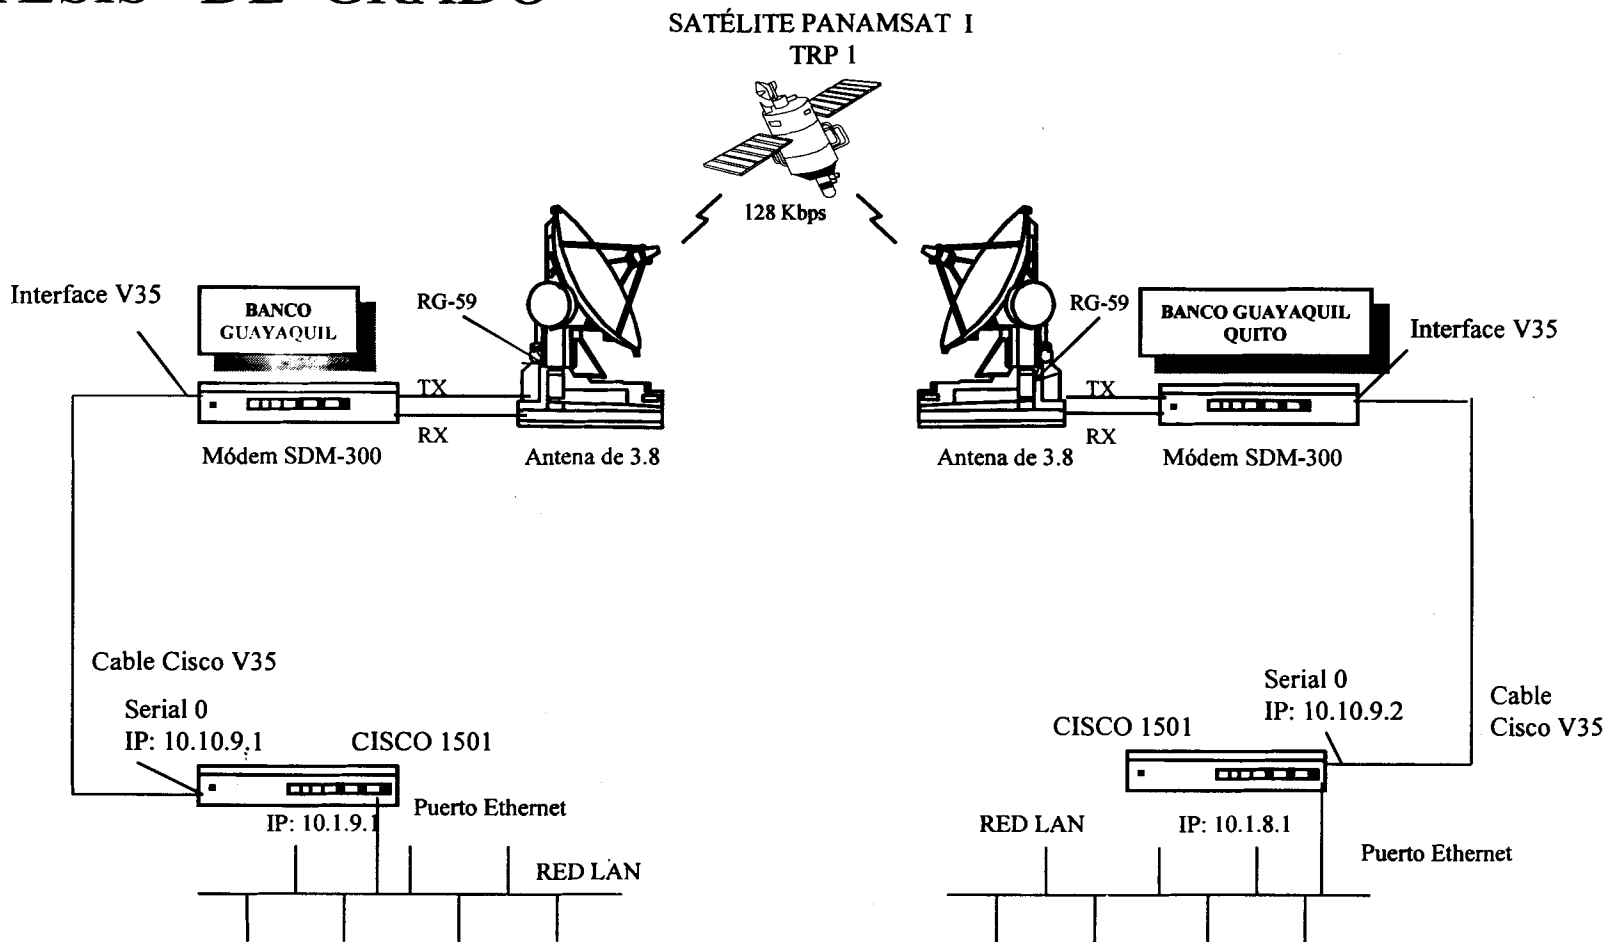 TESIS DE GRADO
SATÉLITE PANAMSAT I
TRP 1
128 Kbps
Interface V35
BANCO
GUAYAQUIL
RG-59
TX
RX
Módem SDM-300
Antena de 3.8
RG-59
BANCO GUAYAQUIL
QUITO
Interface V35
TX
RX
Antena de 3.8
Módem SDM-300
Cable Cisco V35
Serial 0
IP: 10.10.9.1
CISCO 1501
IP: 10.1.9.1
Puerto Ethernet
RED LAN
Serial 0
IP: 10.10.9.2
Cable
Cisco V35
CISCO 1501
RED LAN
IP: 10.1.8.1
Puerto Ethernet